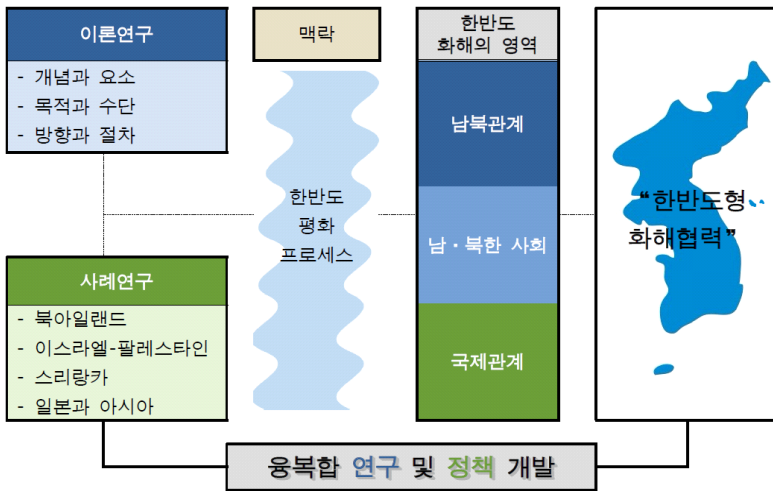 이론연구
- 개념과 요소
- 목적과 수단
- 방향과 절차
사례연구
- 북아일랜드
- 이스라엘-팔레스타인
- 스리랑카
- 일본과 아시아
맥락
한반도
평화
프로세스
한반도
화해의 영역
남북관계
남·북한 사회
국제관계
“한반도형
화해협력”
융복합 연구 및 정책 개발